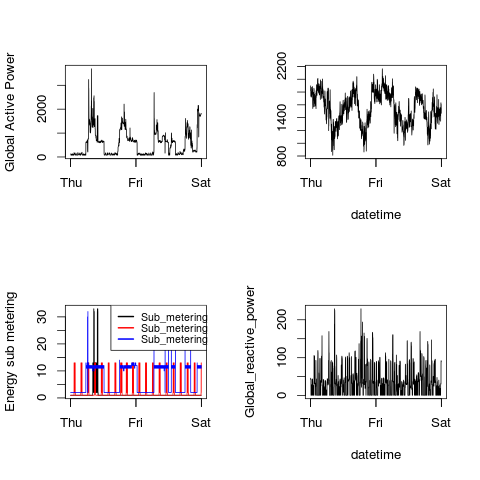 Global Active Power
0
2000
Thu
Fri
Sat
800
1400
2200
Thu
Fri
Sat
datetime
Energy sub metering
0
10
20
30
Sub_metering
Sub_metering
Sub_metering
Thu
Fri
Sat
Global_reactive_power
0
100
200
Thu
Fri
Sat
datetime